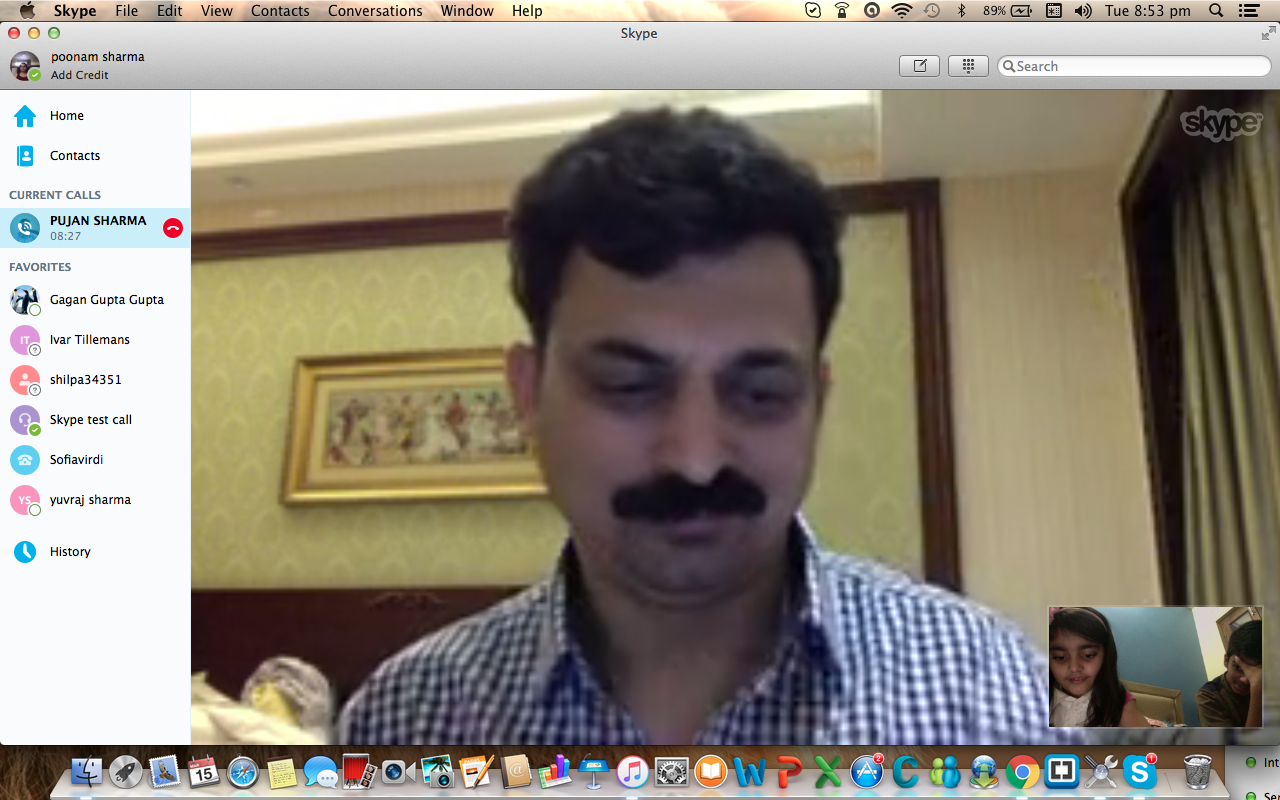 Skype File Edit View Contacts Conversations Window Help 89% Tue 8:53 pm
Skype
poonam sharma
Add Credit
Search
Home
Contacts
CURRENT CALLS
PUJAN SHARMA
08:27
FAVORITES
Gagan Gupta Gupta
IT Ivar Tillemans
shilpa34351
Skype test call
Sofiavirdi
YS yuvraj sharma
History
skype
15
2
1
Int
Ser